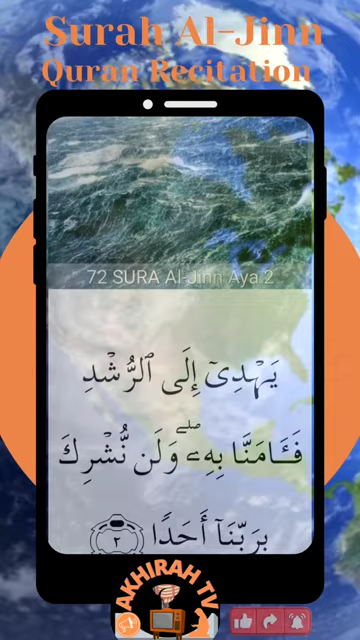 Surah Al-Jinn
Quran Recitation
72 SURA Al-Jinn Aya.2
يَهۡدِيٓ إِلَى ٱلرُّشۡدِ
فَـَٔامَنَّا بِهِۦۖ وَلَن نُّشۡرِكَ
بِرَبِّنَآ أَحَدٗا ٢
AKHIRAH TV